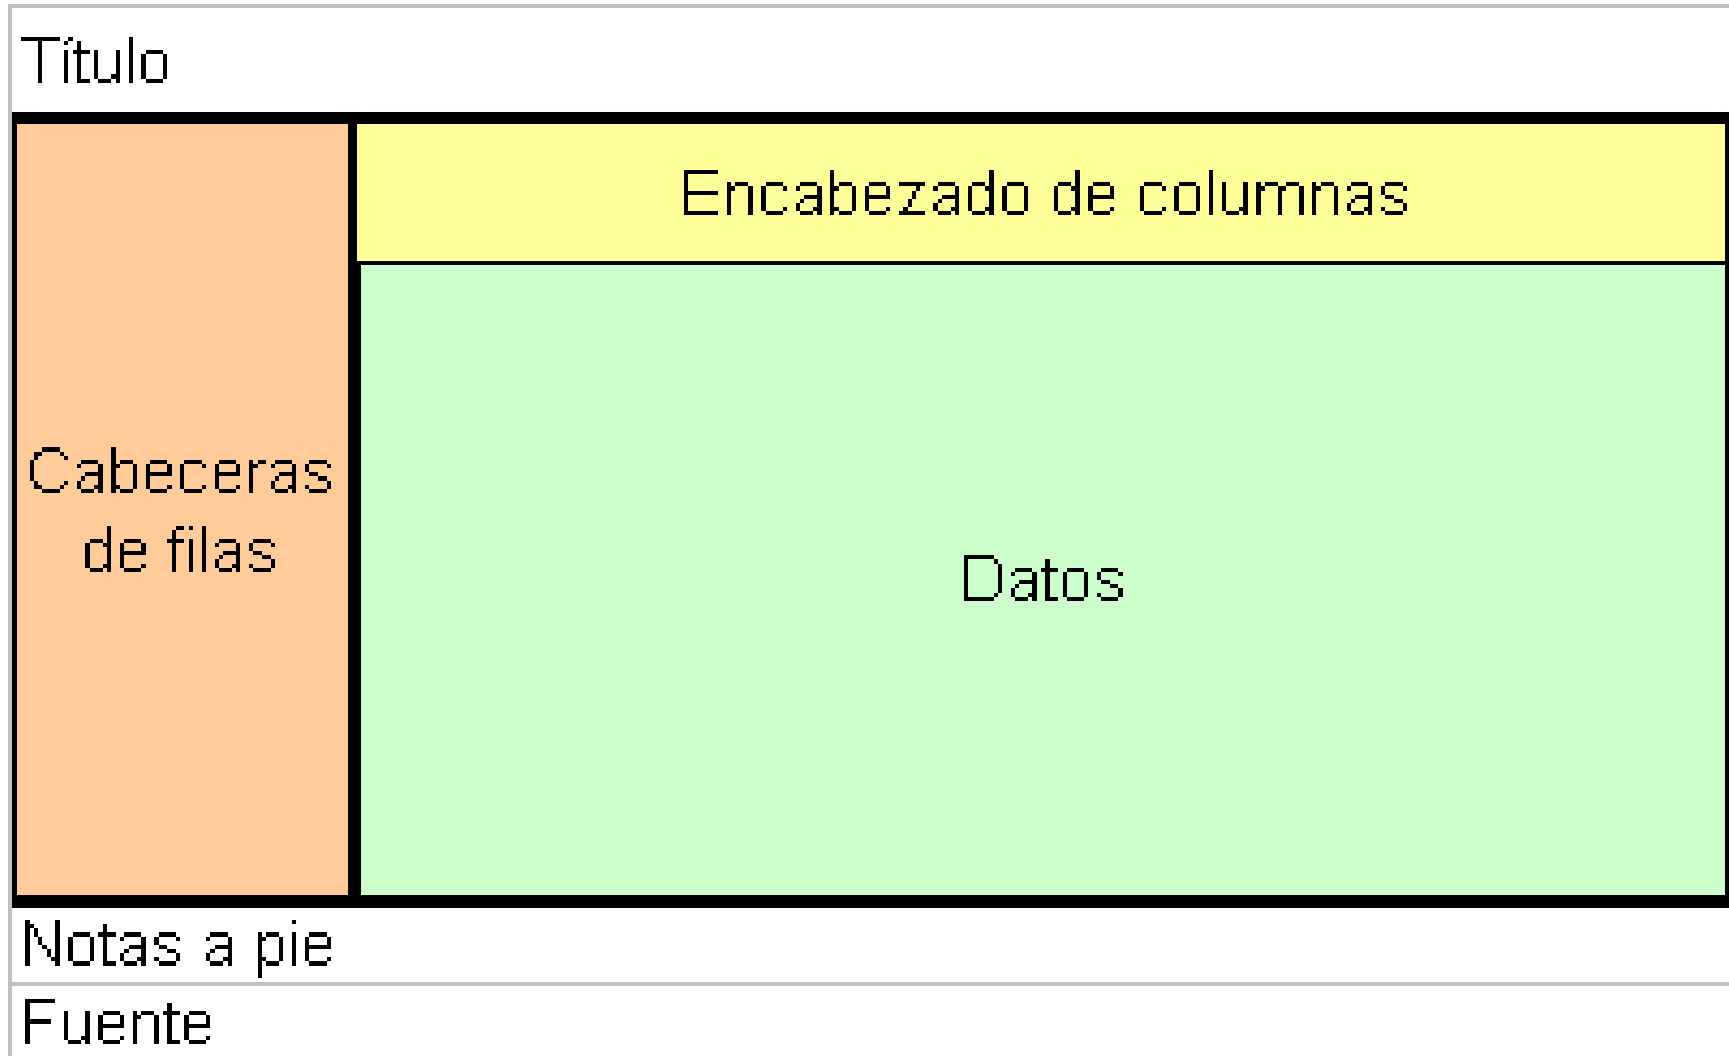 Título
Encabezado de columnas
Cabeceras
de filas
Datos
Notas a pie
Fuente